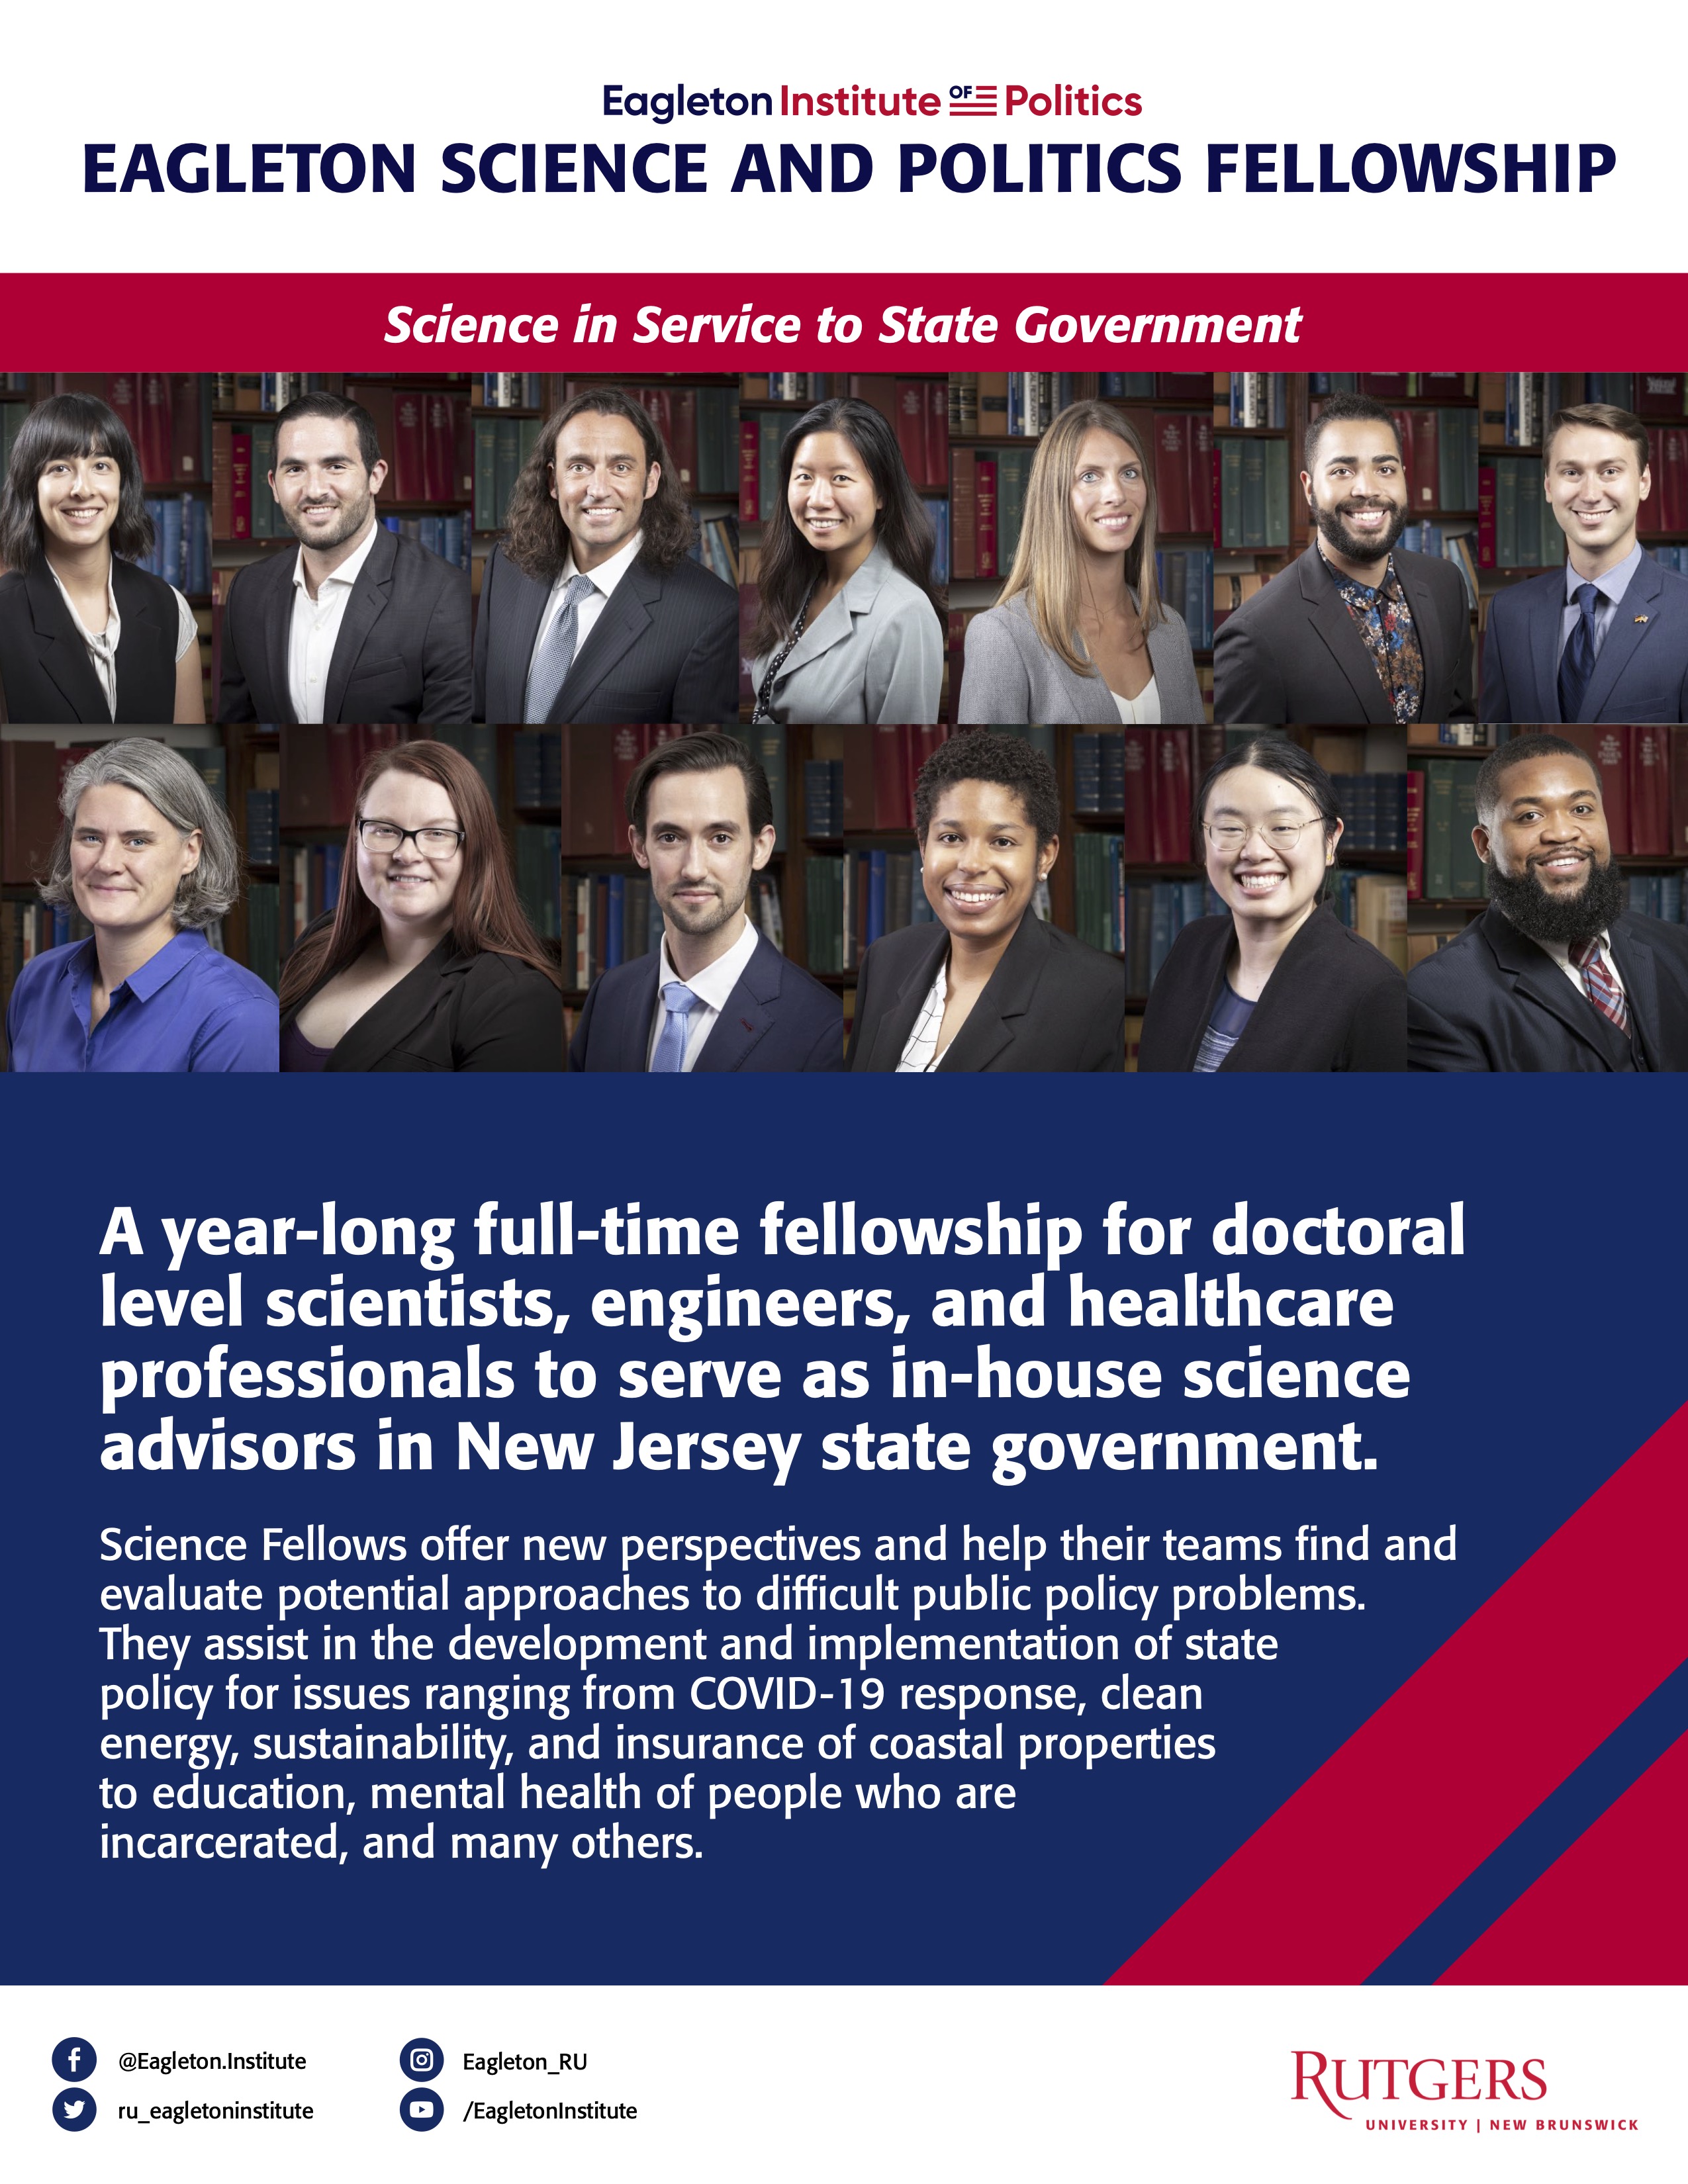 Eagleton Institute OF Politics
EAGLETON SCIENCE AND POLITICS FELLOWSHIP
Science in Service to State Government
A year-long full-time fellowship for doctoral
level scientists, engineers, and healthcare
professionals to serve as in-house science
advisors in New Jersey state government.
Science Fellows offer new perspectives and help their teams find and
evaluate potential approaches to difficult public policy problems.
They assist in the development and implementation of state
policy for issues ranging from COVID-19 response, clean
energy, sustainability, and insurance of coastal properties
to education, mental health of people who are
incarcerated, and many others.
@Eagleton.Institute
Eagleton_RU
ru_eagletoninstitute
/EagletonInstitute
RUTGERS
UNIVERSITY | NEW BRUNSWICK